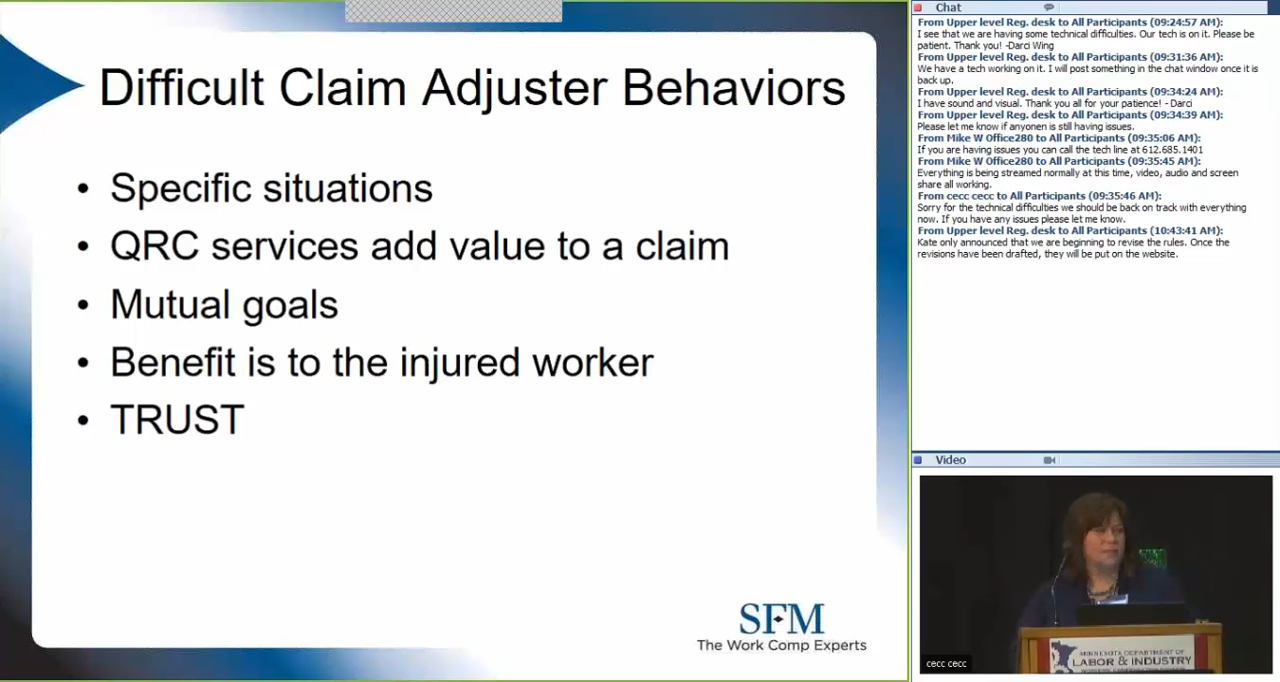 Difficult Claim Adjuster Behaviors
• Specific situations
• QRC services add value to a claim
• Mutual goals
• Benefit is to the injured worker
• TRUST
SFM
The Work Comp Experts
Chat
From Upper level Reg. desk to All Participants (09:24:57 AM):
I see that we are having some technical difficulties. Our tech is on it. Please be
patient. Thank you! -Darci Wing
From Upper level Reg. desk to All Participants (09:31:36 AM):
We have a tech working on it. I will post something in the chat window once it is
back up.
From Upper level Reg. desk to All Participants (09:34:24 AM):
I have sound and visual. Thank you all for your patience! - Darci
From Upper level Reg. desk to All Participants (09:34:39 AM):
Please let me know if anyonen is still having issues.
From Mike W Office280 to All Participants (09:35:06 AM):
If you are having issues you can call the tech line at 612.685.1401
From Mike W Office280 to All Participants (09:35:45 AM):
Everything is being streamed normally at this time, video, audio and screen
share all working.
From cecc cecc to All Participants (09:35:46 AM):
Sorry for the technical difficulties we should be back on track with everything
now. If you have any issues please let me know.
From Upper level Reg. desk to All Participants (10:43:41 AM):
Kate only announced that we are beginning to revise the rules. Once the
revisions have been drafted, they will be put on the website.
Video
MINNESOTA DEPARTMENT OF
LABOR & INDUSTRY
cecc cecc